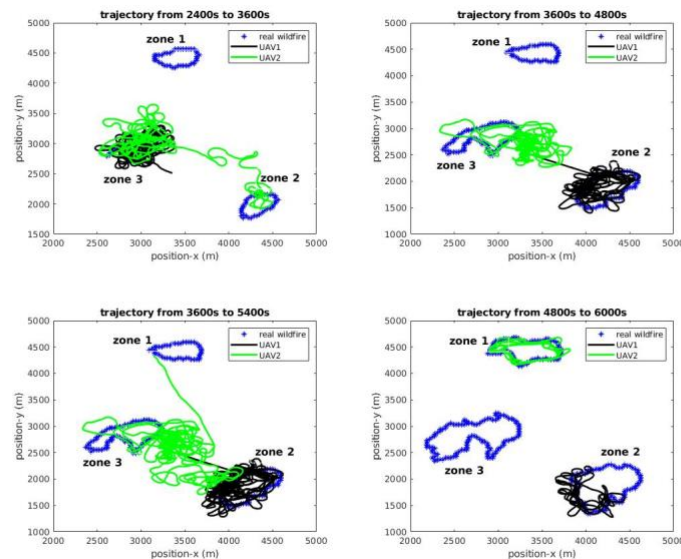 trajectory from 2400s to 3600s
5000
4500
4000
3500
3000
2500
2000
1500
position-y (m)
zone 1
zone 3
zone 2
real wildfire
UAV1
UAV2
2000 2500 3000 3500 4000 4500 5000
position-x (m)
trajectory from 3600s to 4800s
5000
4500
4000
3500
3000
2500
2000
1500
1000
position-y (m)
zone 1
zone 2
zone 3
real wildfire
UAV1
UAV2
2000 2500 3000 3500 4000 4500 5000
position-x (m)
trajectory from 3600s to 5400s
5000
4500
4000
3500
3000
2500
2000
1500
1000
position-y (m)
zone 1
zone 2
zone 3
real wildfire
UAV1
UAV2
2000 2500 3000 3500 4000 4500 5000
position-x (m)
trajectory from 4800s to 6000s
5000
4500
4000
3500
3000
2500
2000
1500
1000
position-y (m)
zone 1
zone 2
zone 3
real wildfire
UAV1
UAV2
2000 2500 3000 3500 4000 4500 5000
position-x (m)